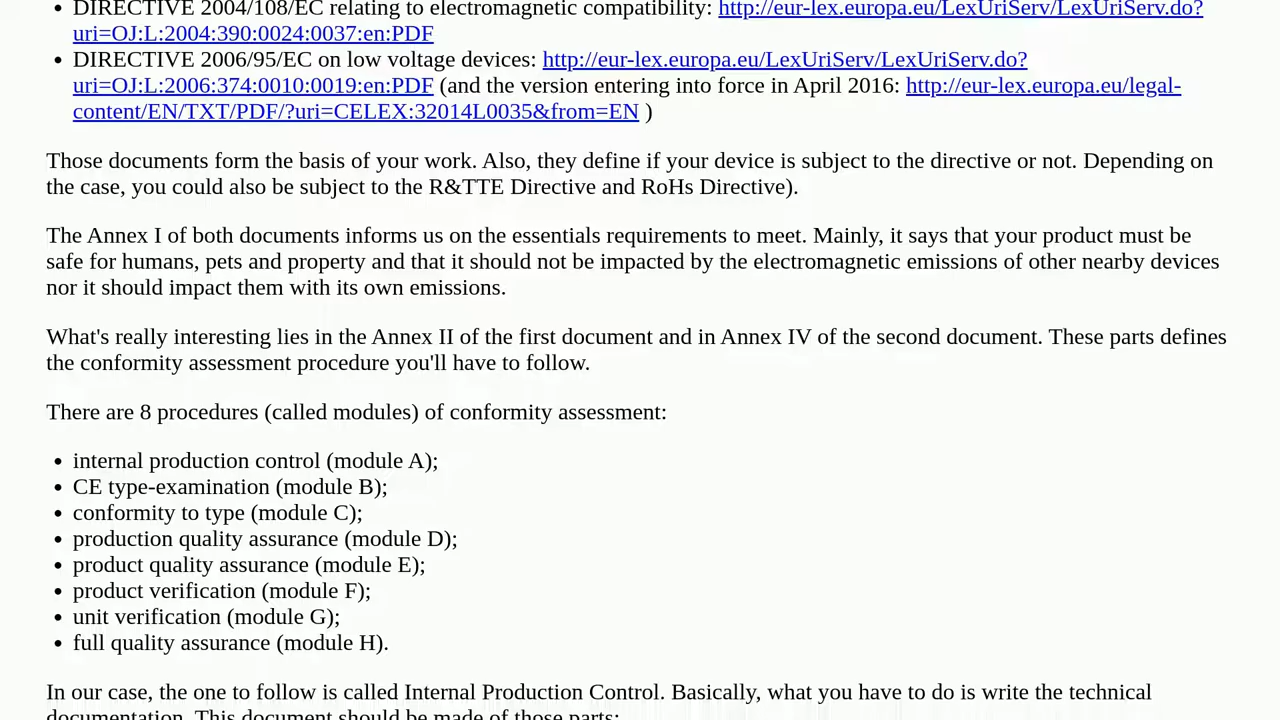 • DIRECTIVE 2004/108/EC relating to electromagnetic compatibility: http://eur-lex.europa.eu/LexUriServ/LexUriServ.do?
uri=OJ:L:2004:390:0024:0037:en:PDF
• DIRECTIVE 2006/95/EC on low voltage devices: http://eur-lex.europa.eu/LexUriServ/LexUriServ.do?
uri=OJ:L:2006:374:0010:0019:en:PDF (and the version entering into force in April 2016: http://eur-lex.europa.eu/legal-
content/EN/TXT/PDF/?uri=CELEX:32014L0035&from=EN )
Those documents form the basis of your work. Also, they define if your device is subject to the directive or not. Depending on
the case, you could also be subject to the R&TTE Directive and RoHs Directive).
The Annex I of both documents informs us on the essentials requirements to meet. Mainly, it says that your product must be
safe for humans, pets and property and that it should not be impacted by the electromagnetic emissions of other nearby devices
nor it should impact them with its own emissions.
What's really interesting lies in the Annex II of the first document and in Annex IV of the second document. These parts defines
the conformity assessment procedure you'll have to follow.
There are 8 procedures (called modules) of conformity assessment:
• internal production control (module A);
• CE type-examination (module B);
• conformity to type (module C);
• production quality assurance (module D);
• product quality assurance (module E);
• product verification (module F);
• unit verification (module G);
• full quality assurance (module H).
In our case, the one to follow is called Internal Production Control. Basically, what you have to do is write the technical
documentation. This document should be made of those parts: